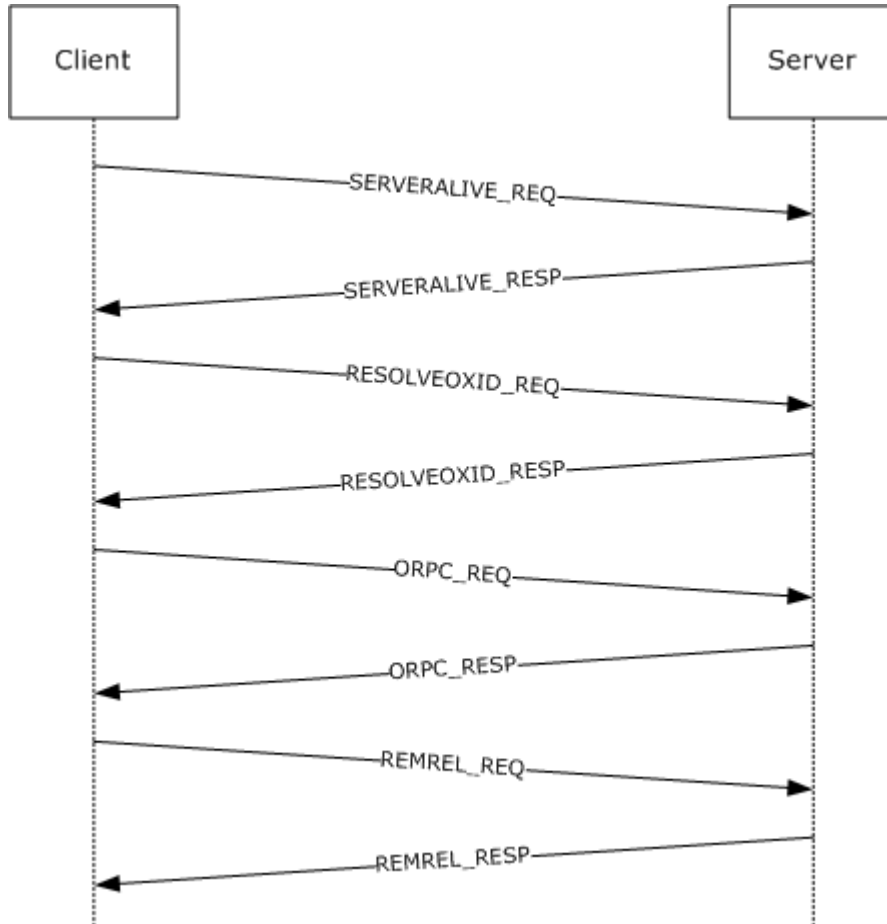 Client
Server
SERVERALIVE_REQ
SERVERALIVE_RESP
RESOLVEOXID_REQ
RESOLVEOXID_RESP
ORPC_REQ
ORPC_RESP
REMREL_REQ
REMREL_RESP